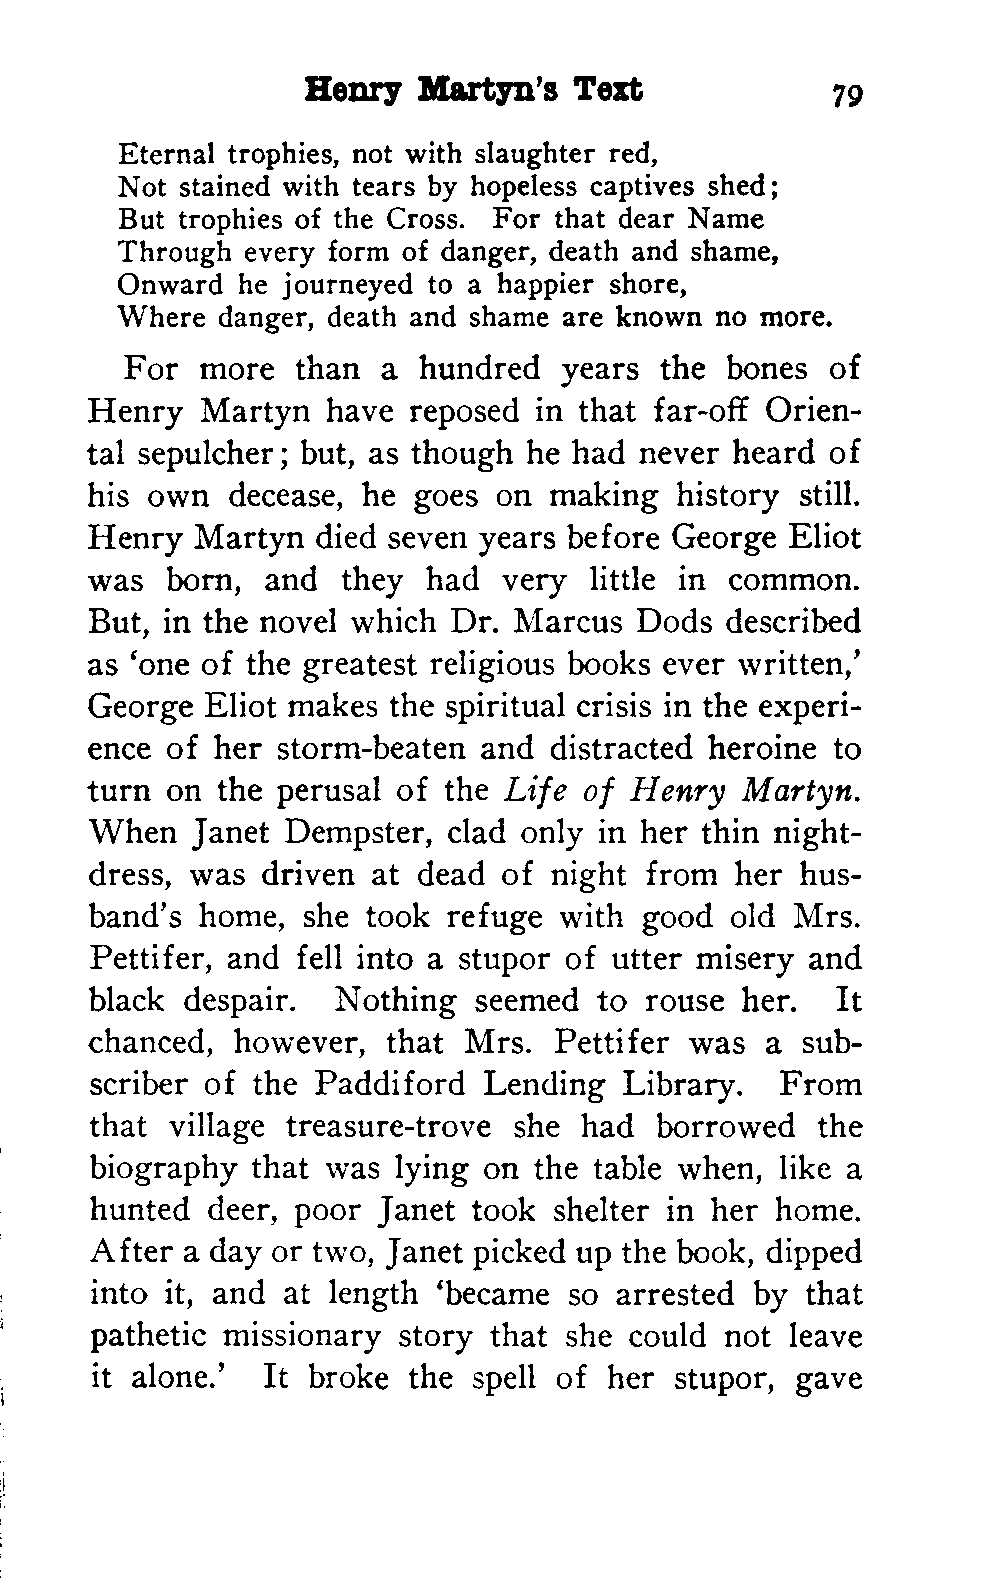 Henry Martyn's Text 79
Eternal trophies, not with slaughter red,
Not stained with tears by hopeless captives shed;
But trophies of the Cross. For that dear Name
Through every form of danger, death and shame,
Onward he journeyed to a happier shore,
Where danger, death and shame are known no more.
For more than a hundred years the bones of
Henry Martyn have reposed in that far-off Orien-
tal sepulcher; but, as though he had never heard of
his own decease, he goes on making history still.
Henry Martyn died seven years before George Eliot
was born, and they had very little in common.
But, in the novel which Dr. Marcus Dods described
as 'one of the greatest religious books ever written,'
George Eliot makes the spiritual crisis in the experi-
ence of her storm-beaten and distracted heroine to
turn on the perusal of the Life of Henry Martyn.
When Janet Dempster, clad only in her thin night-
dress, was driven at dead of night from her hus-
band's home, she took refuge with good old Mrs.
Pettifer, and fell into a stupor of utter misery and
black despair. Nothing seemed to rouse her. It
chanced, however, that Mrs. Pettifer was a sub-
scriber of the Paddiford Lending Library. From
that village treasure-trove she had borrowed the
biography that was lying on the table when, like a
hunted deer, poor Janet took shelter in her home.
After a day or two, Janet picked up the book, dipped
into it, and at length 'became so arrested by that
pathetic missionary story that she could not leave
it alone.' It broke the spell of her stupor, gave